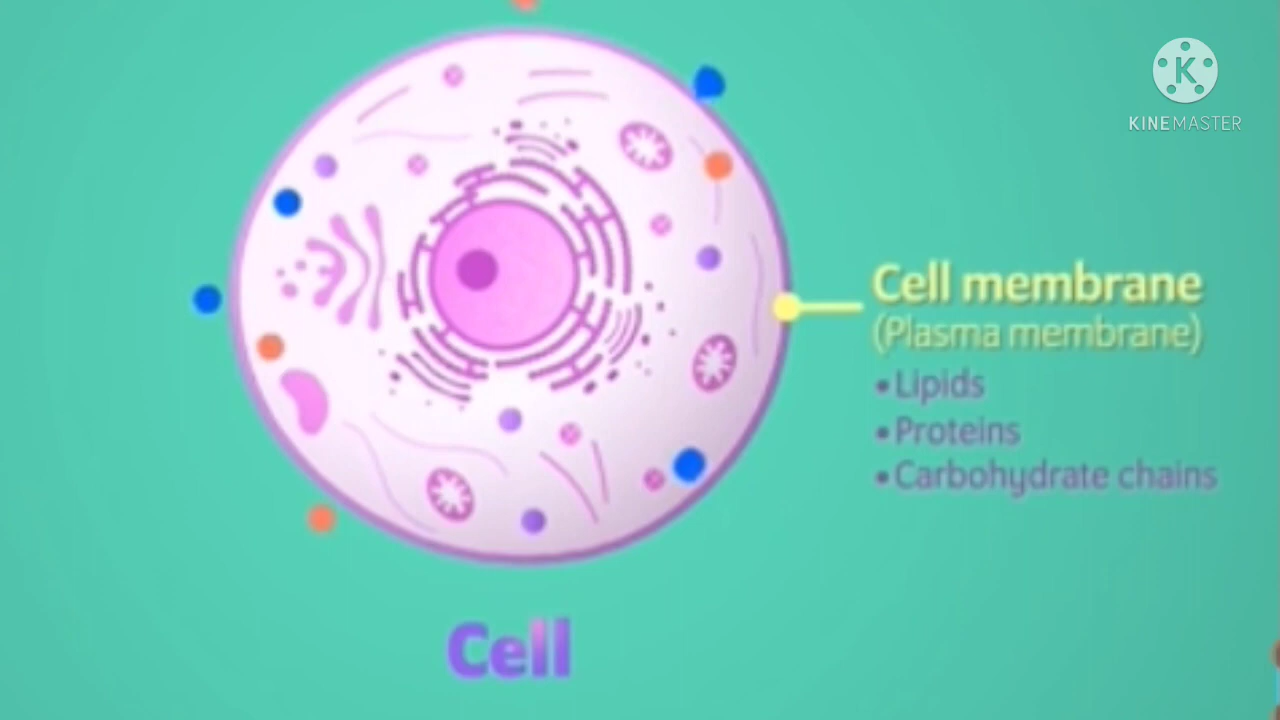 K
KINEMASTER
Cell membrane
(Plasma membrane)
•Lipids
•Proteins
•Carbohydrate chains
Cell